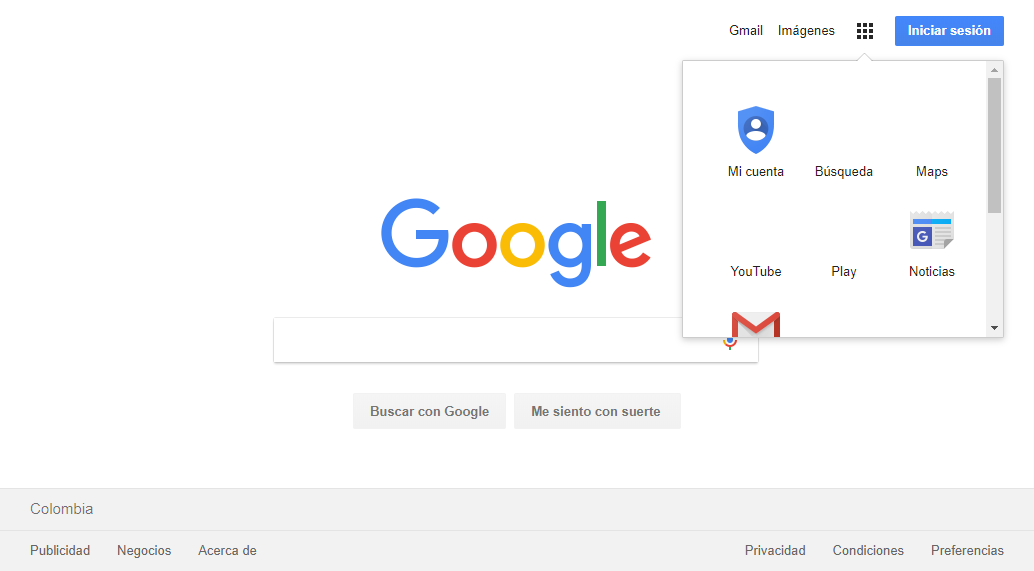 Gmail Imágenes Iniciar sesión
Mi cuenta Búsqueda Maps
Google
G
YouTube Play Noticias
Buscar con Google Me siento con suerte
Colombia
Publicidad Negocios Acerca de Privacidad Condiciones Preferencias